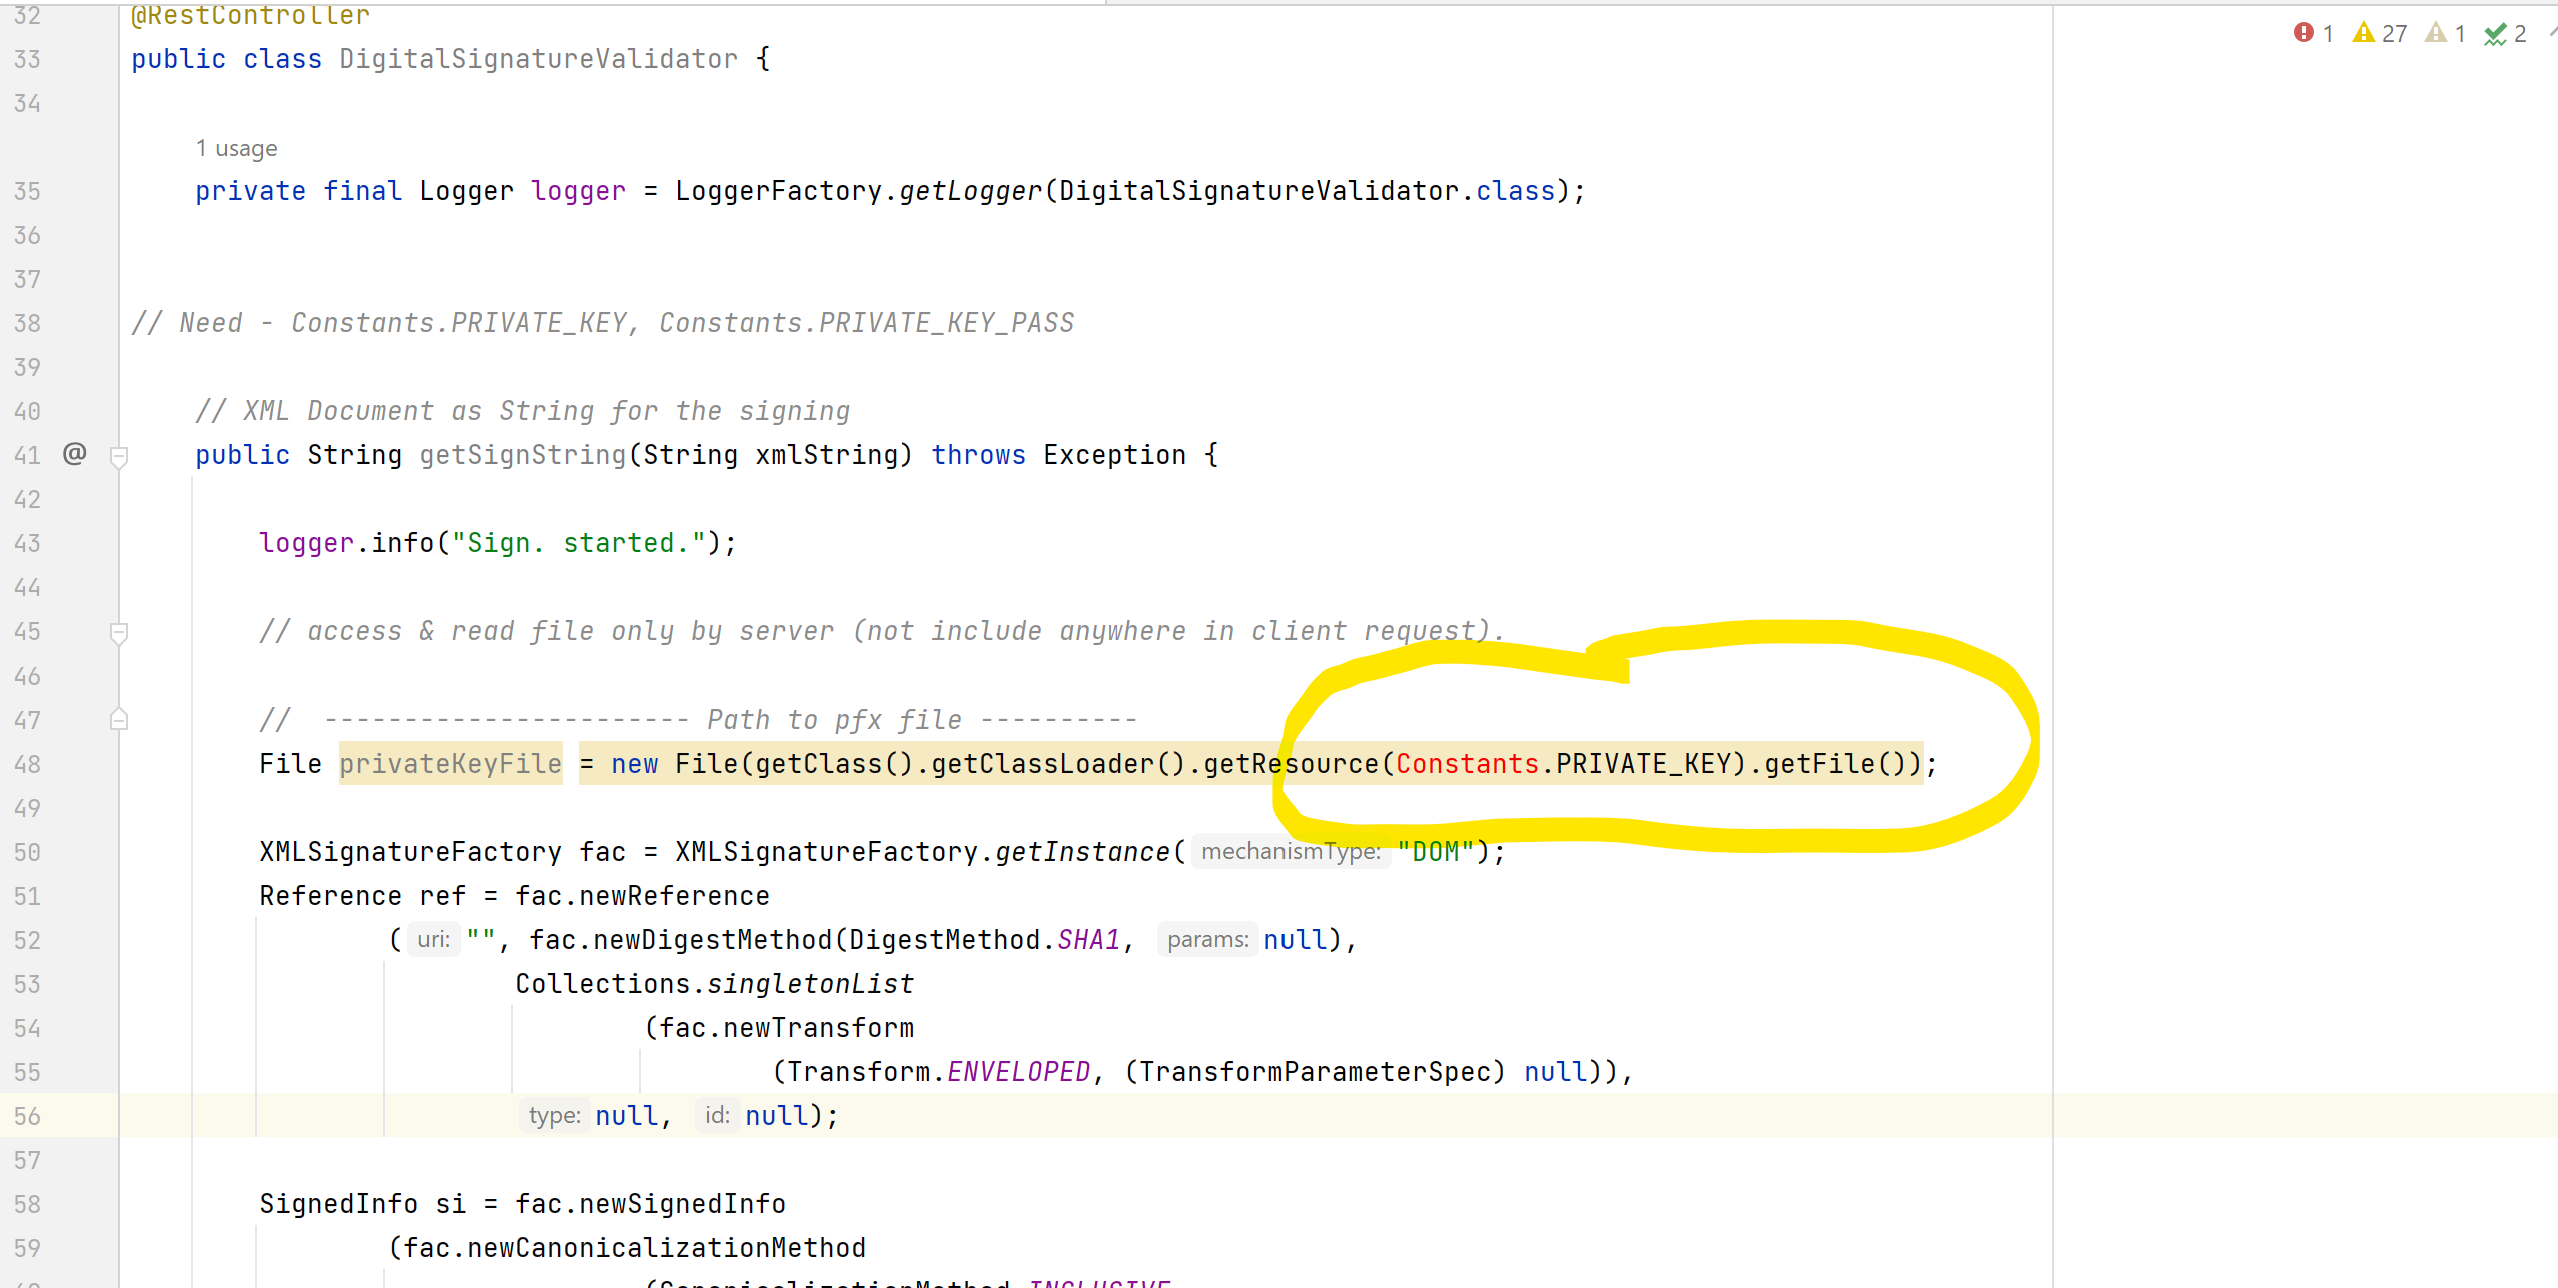 32 @RestController
1 27 1 2
33 public class DigitalSignatureValidator {
34
1 usage
35 private final Logger logger = LoggerFactory.getLogger(DigitalSignatureValidator.class);
36
37
38 // Need - Constants.PRIVATE_KEY, Constants.PRIVATE_KEY_PASS
39
40 // XML Document as String for the signing
41 @ public String getSignString(String xmlString) throws Exception {
42
43 logger.info("Sign. started.");
44
45 // access & read file only by server (not include anywhere in client request).
46
47 // ----------------------- Path to pfx file ----------
48 File privateKeyFile = new File(getClass().getClassLoader().getResource(Constants.PRIVATE_KEY).getFile());
49
50 XMLSignatureFactory fac = XMLSignatureFactory.getInstance( mechanismType: "DOM");
51 Reference ref = fac.newReference
52 ( uri: "", fac.newDigestMethod(DigestMethod.SHA1, params: null),
53 Collections.singletonList
54 (fac.newTransform
55 (Transform.ENVELOPED, (TransformParameterSpec) null)),
56 type: null, id: null);
57
58 SignedInfo si = fac.newSignedInfo
59 (fac.newCanonicalizationMethod